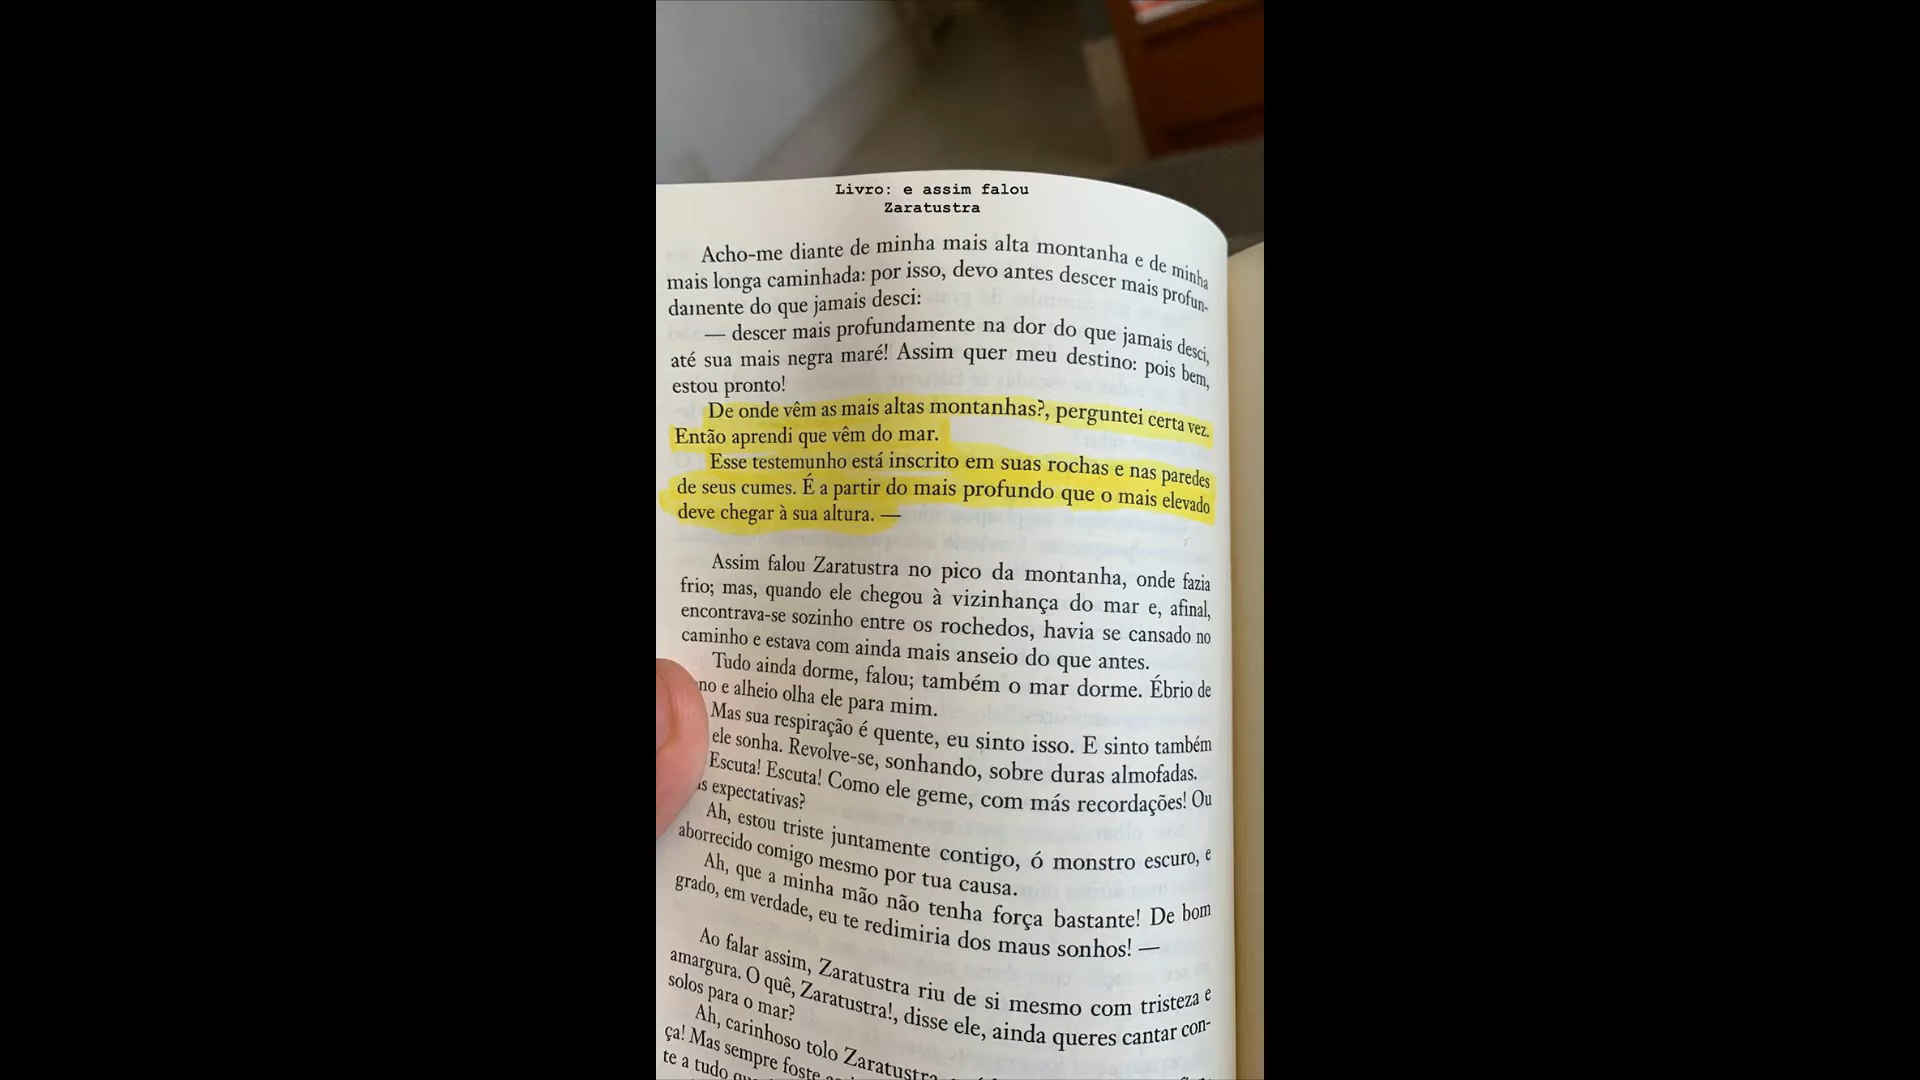 Livro: e assim falou
Zaratustra
Acho-me diante de minha mais alta montanha e de minha
mais longa caminhada: por isso, devo antes descer mais profun-
damente do que jamais desci:
— descer mais profundamente na dor do que jamais desci,
até sua mais negra maré! Assim quer meu destino: pois bem,
estou pronto!
De onde vêm as mais altas montanhas?, perguntei certa vez.
Então aprendi que vêm do mar.
Esse testemunho está inscrito em suas rochas e nas paredes
de seus cumes. É a partir do mais profundo que o mais elevado
deve chegar à sua altura. —
Assim falou Zaratustra no pico da montanha, onde fazia
frio; mas, quando ele chegou à vizinhança do mar e, afinal,
encontrava-se sozinho entre os rochedos, havia se cansado no
caminho e estava com ainda mais anseio do que antes.
Tudo ainda dorme, falou; também o mar dorme. Ébrio de
e alheio olha ele para mim.
Mas sua respiração é quente, eu sinto isso. E sinto também
ele sonha. Revolve-se, sonhando, sobre duras almofadas.
Escuta! Escuta! Como ele geme, com más recordações! Ou
expectativas?
Ah, estou triste juntamente contigo, ó monstro escuro, e
aborrecido comigo mesmo por tua causa.
Ah, que a minha mão não tenha força bastante! De bom
grado, em verdade, eu te redimiria dos maus sonhos! —
Ao falar assim, Zaratustra riu de si mesmo com tristeza e
amargura. O quê, Zaratustra!, disse ele, ainda queres cantar con-
solos para o mar?
Ah, carinhoso tolo Zaratustra
ça! Mas sempre foste
te a tudo